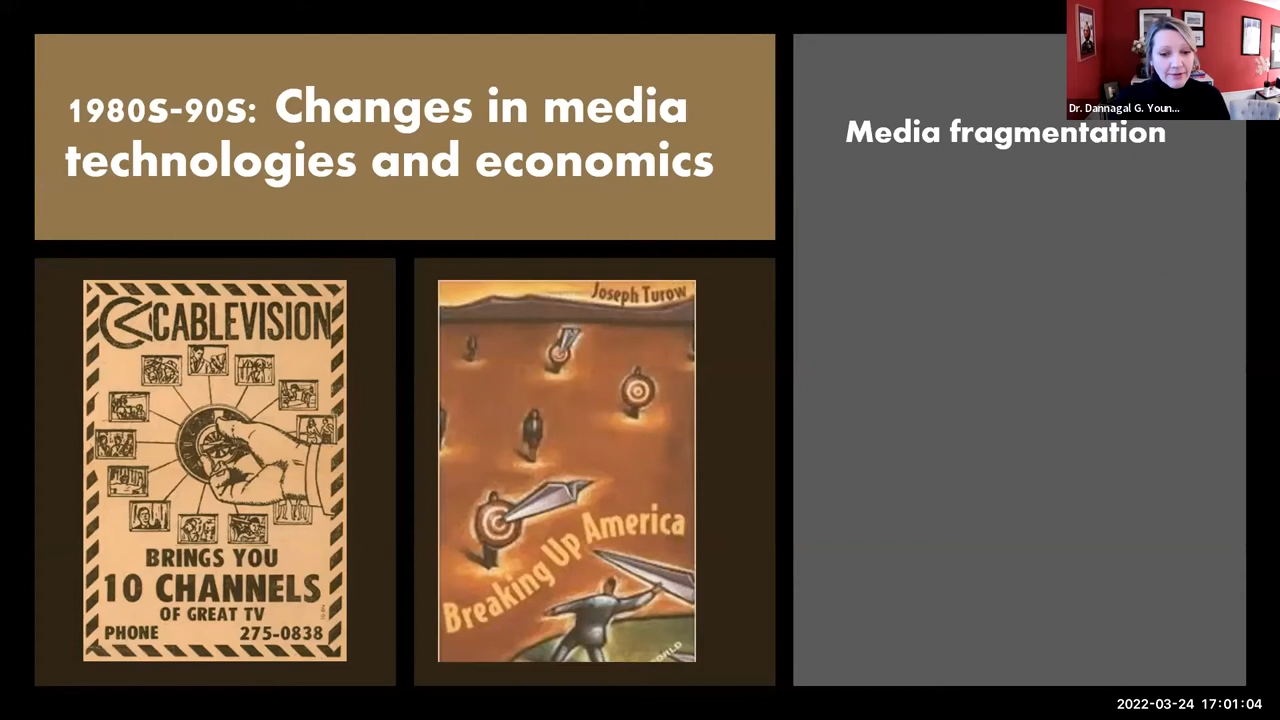 1980s-90s: Changes in media
technologies and economics
Media fragmentation
Dr. Dannagal G. Youn...
CABLEVISION
BRINGS YOU
10 CHANNELS
OF GREAT TV
PHONE 275-0838
Joseph Turow
Breaking Up America
2022-03-24 17:01:04